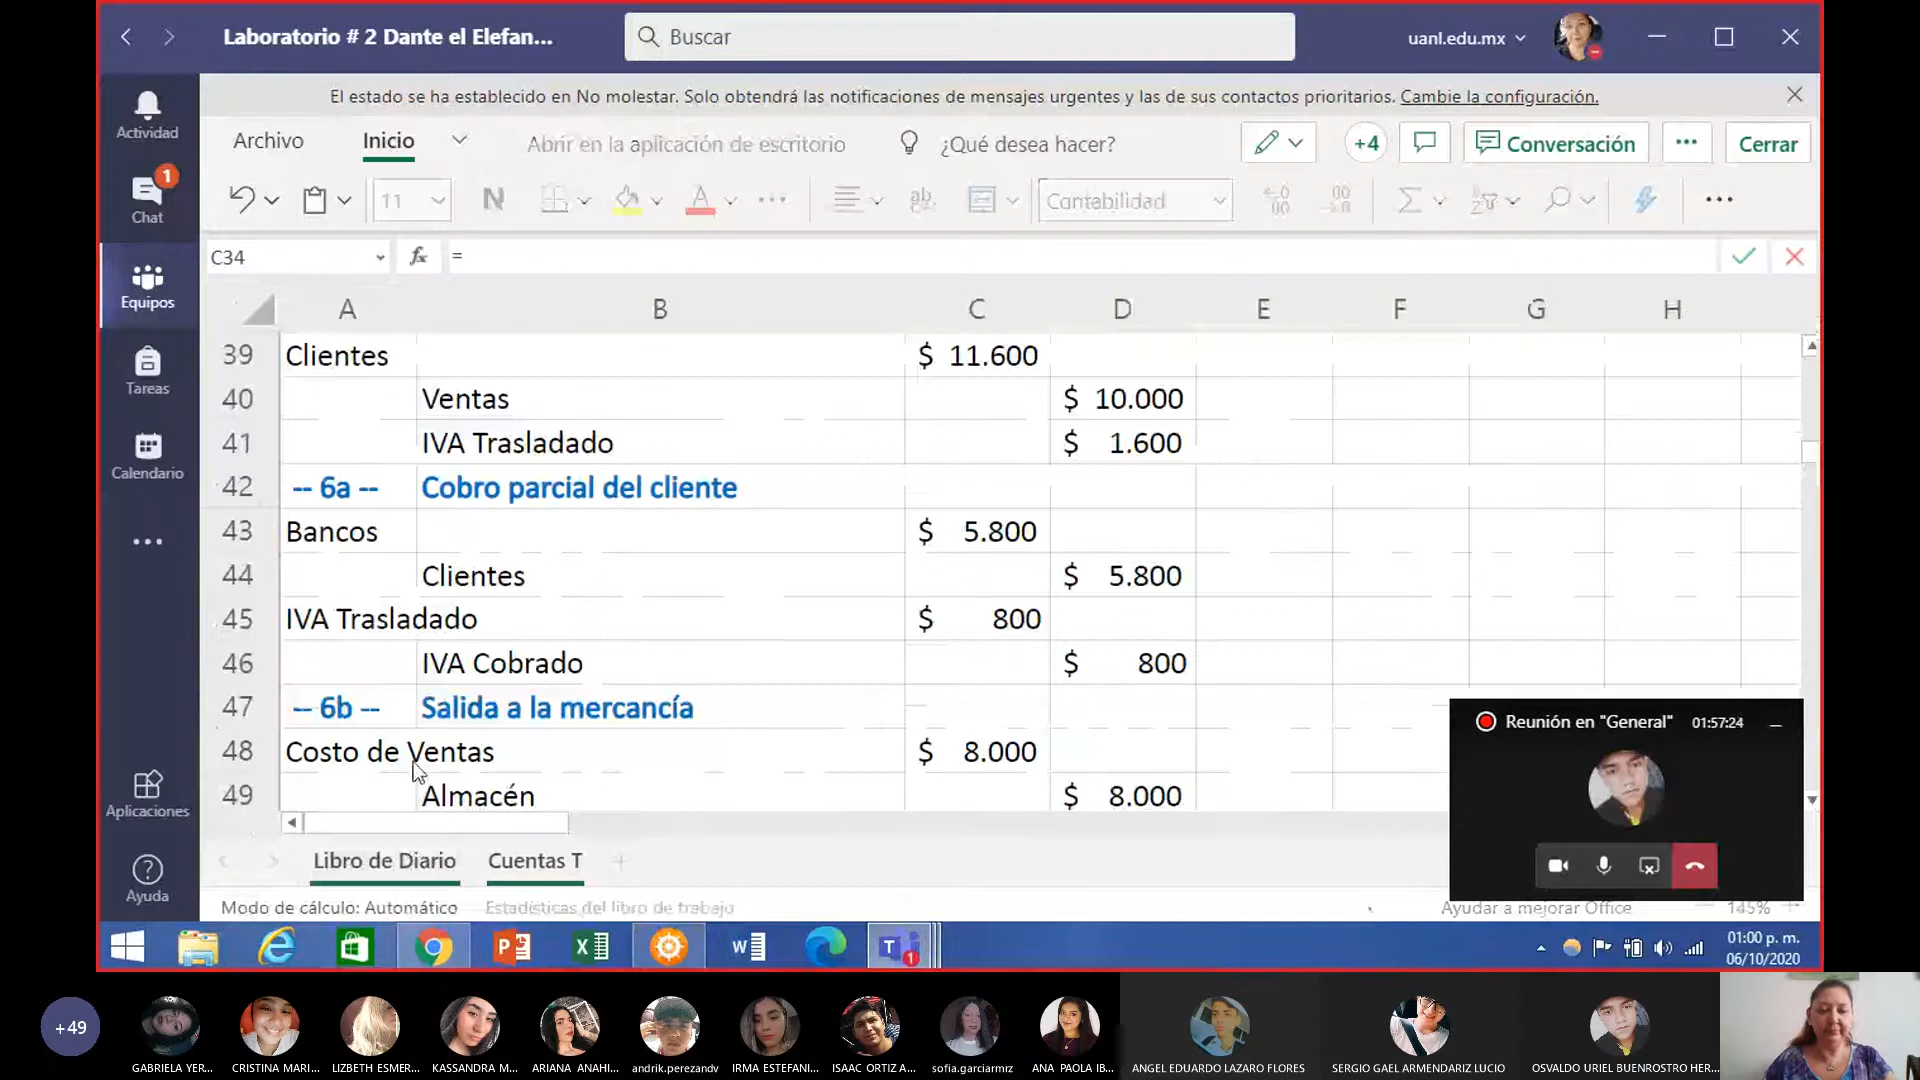 Laboratorio # 2 Dante el Elefan...
Buscar
uanl.edu.mx
El estado se ha establecido en No molestar. Solo obtendrá las notificaciones de mensajes urgentes y las de sus contactos prioritarios. Cambie la configuración.
Archivo Inicio Abrir en la aplicación de escritorio ¿Qué desea hacer? +4 Conversación ... Cerrar
11 N A ... ab Contabilidad ...
C34 fx =
A B C D E F G H
39 Clientes $ 11.600
40 Ventas $ 10.000
41 IVA Trasladado $ 1.600
42 -- 6a -- Cobro parcial del cliente
43 Bancos $ 5.800
44 Clientes $ 5.800
45 IVA Trasladado $ 800
46 IVA Cobrado $ 800
47 -- 6b -- Salida a la mercancía
48 Costo de Ventas $ 8.000
49 Almacén $ 8.000
Libro de Diario Cuentas T +
Modo de cálculo: Automático Estadísticas del libro de trabajo Ayudar a mejorar Office 145% +
Actividad
1
Chat
Equipos
Tareas
Calendario
...
Aplicaciones
Ayuda
Reunión en "General" 01:57:24
01:00 p. m.
06/10/2020
+49
GABRIELA YER...
CRISTINA MARI...
LIZBETH ESMER...
KASSANDRA M...
ARIANA ANAHI...
andrik.perezandv
IRMA ESTEFANI...
ISAAC ORTIZ A...
sofia.garciarmrz
ANA PAOLA IB...
ANGEL EDUARDO LAZARO FLORES
SERGIO GAEL ARMENDARIZ LUCIO
OSVALDO URIEL BUENROSTRO HER...